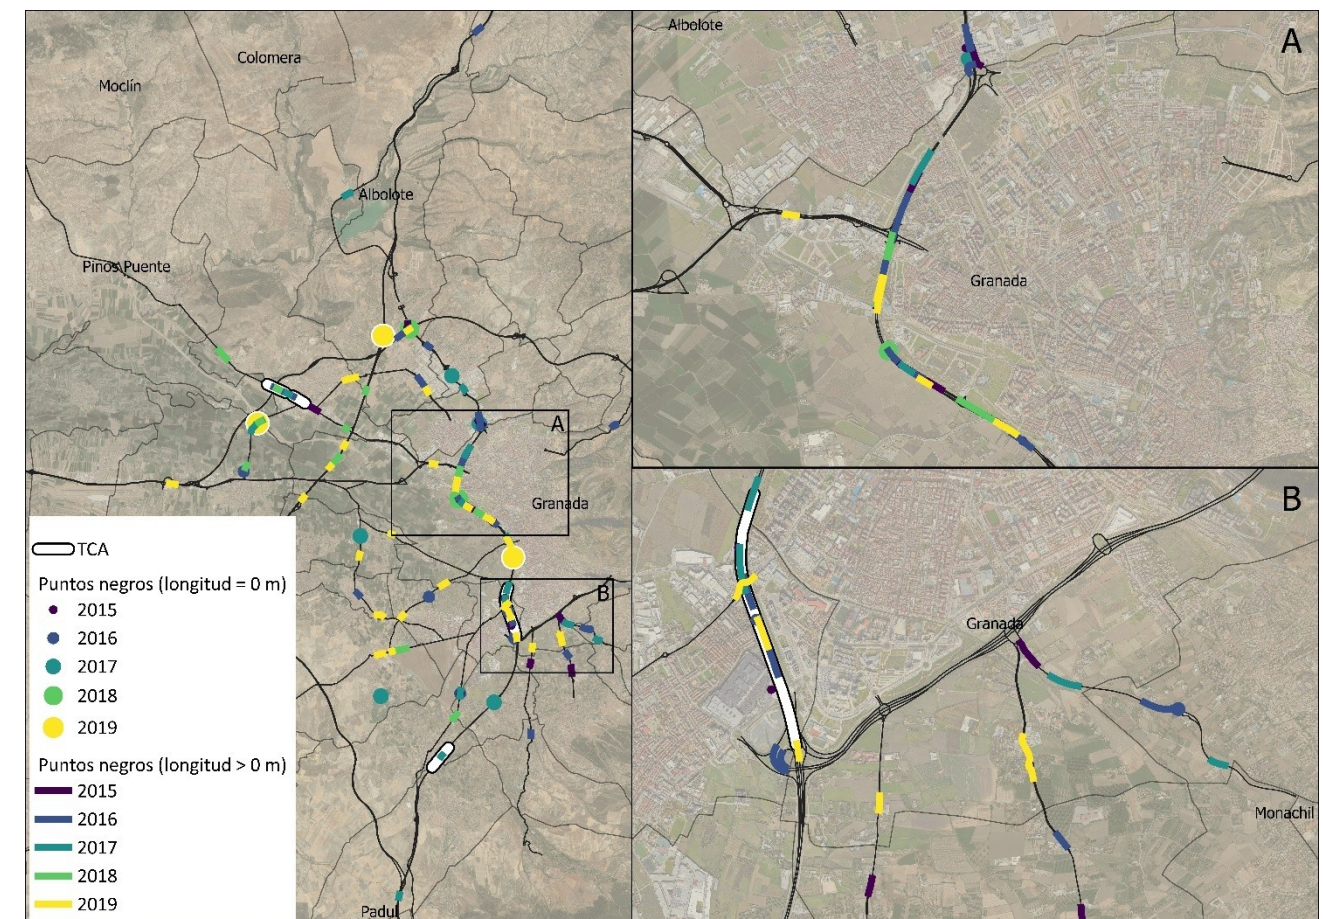 Colomera
Moclín
Albolote
Pinos Puente
A
Granada
B
Padul
TCA
Puntos negros (longitud = 0 m)
2015
2016
2017
2018
2019
Puntos negros (longitud > 0 m)
2015
2016
2017
2018
2019
Albolote
A
Granada
B
Granada
Monachil